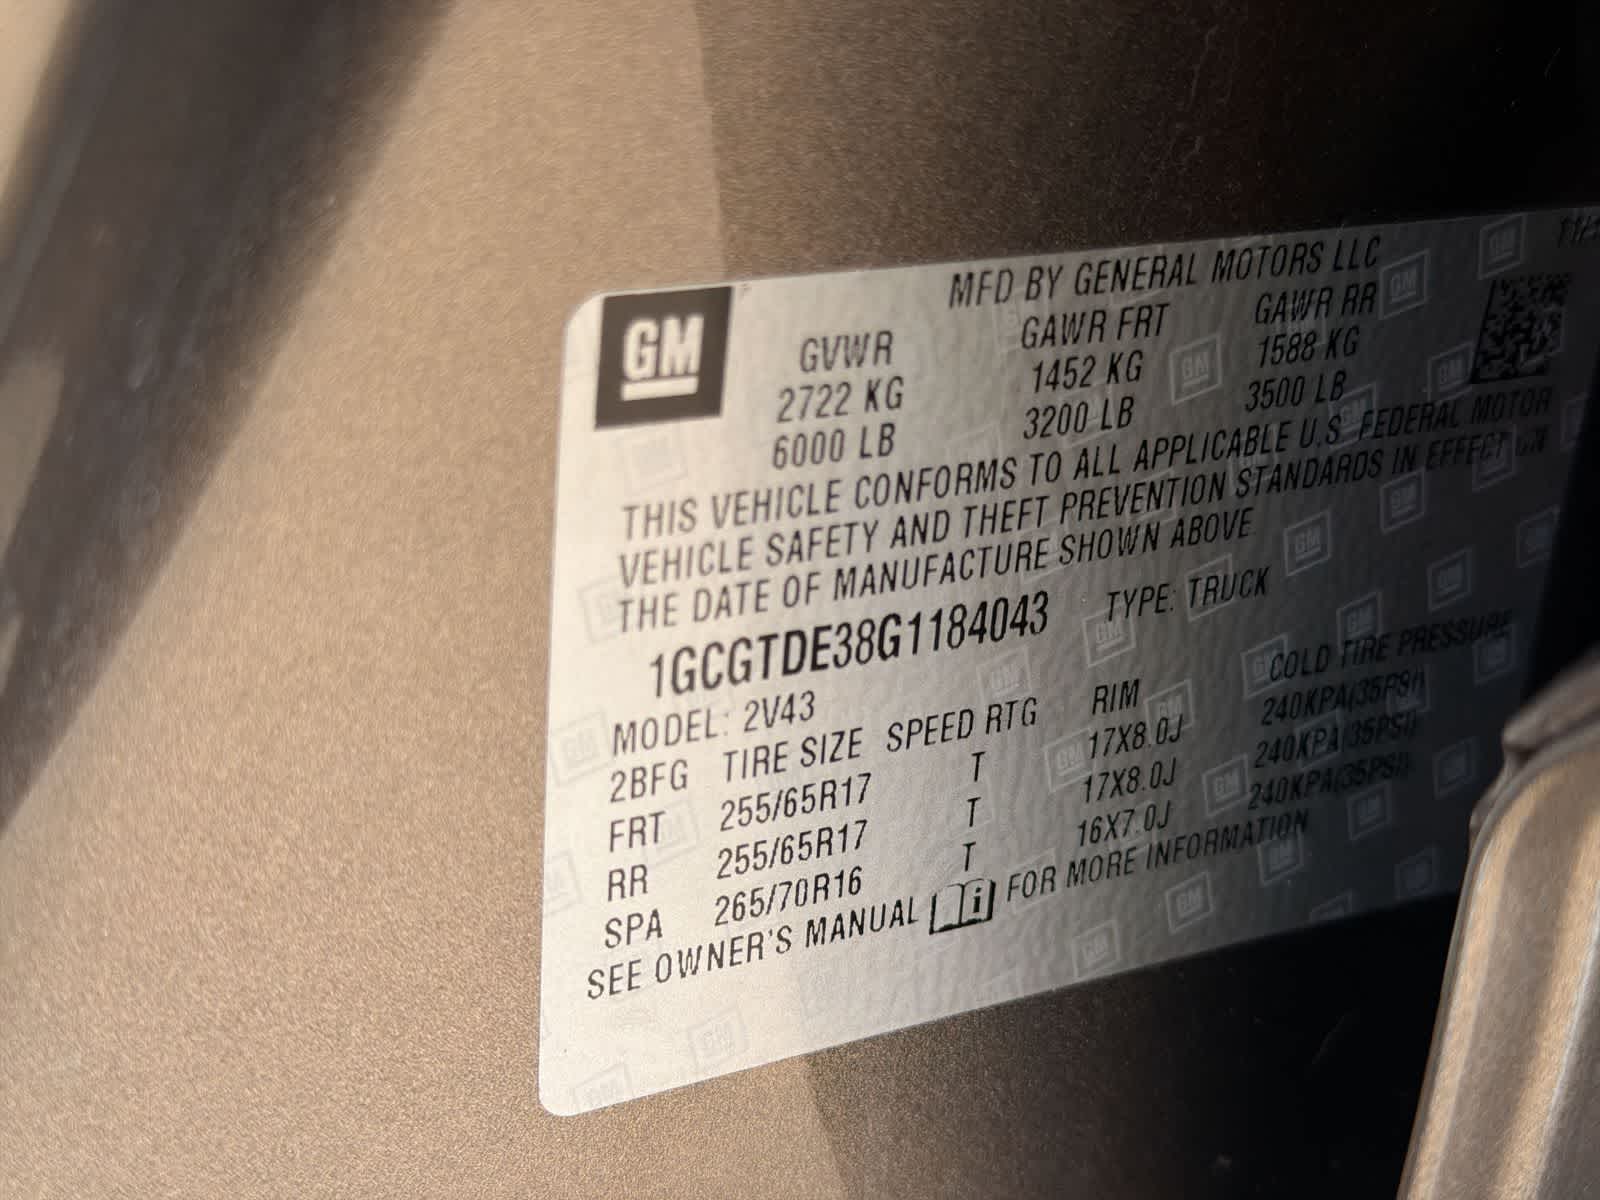 GM
MFD BY GENERAL MOTORS LLC
GVWR GAWR FRT GAWR RR
2722 KG 1452 KG 1588 KG
6000 LB 3200 LB 3500 LB
THIS VEHICLE CONFORMS TO ALL APPLICABLE U.S. FEDERAL MOTOR
VEHICLE SAFETY AND THEFT PREVENTION STANDARDS IN EFFECT ON
THE DATE OF MANUFACTURE SHOWN ABOVE
1GCGTDE38G1184043 TYPE: TRUCK
MODEL: 2V43
2BFG TIRE SIZE SPEED RTG RIM COLD TIRE PRESSURE
FRT 255/65R17 T 17X8.0J 240KPA(35PSI)
RR 255/65R17 T 17X8.0J 240KPA(35PSI)
SPA 265/70R16 T 16X7.0J 240KPA(35PSI)
SEE OWNER'S MANUAL FOR MORE INFORMATION